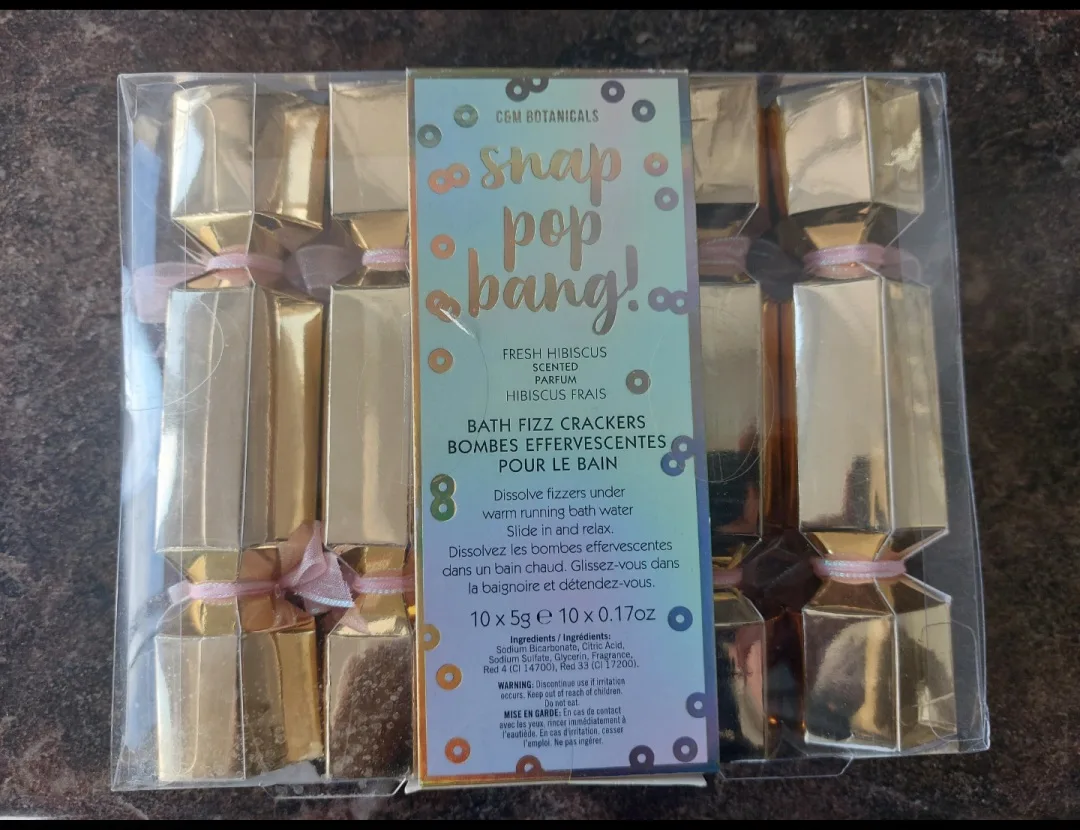 C&M BOTANICALS
snap
pop
bang!
FRESH HIBISCUS
SCENTED
PARFUM
HIBISCUS FRAIS
BATH FIZZ CRACKERS
BOMBES EFFERVESCENTES
POUR LE BAIN
Dissolve fizzers under
warm running bath water
Slide in and relax.
Dissolvez les bombes effervescentes
dans un bain chaud. Glissez-vous dans
la baignoire et détendez-vous.
10 x 5g ℮ 10 x 0.17oz
Ingredients / Ingrédients:
Sodium Bicarbonate, Citric Acid,
Sodium Sulfate, Glycerin, Fragrance,
Red 4 (CI 14700), Red 33 (CI 17200).
WARNING: Discontinue use if irritation
occurs. Keep out of reach of children.
Do not eat.
MISE EN GARDE: En cas de contact
avec les yeux, rincer immédiatement à
l'eau
En cas d'irritation, cesser
l'emploi. Ne pas ingérer.